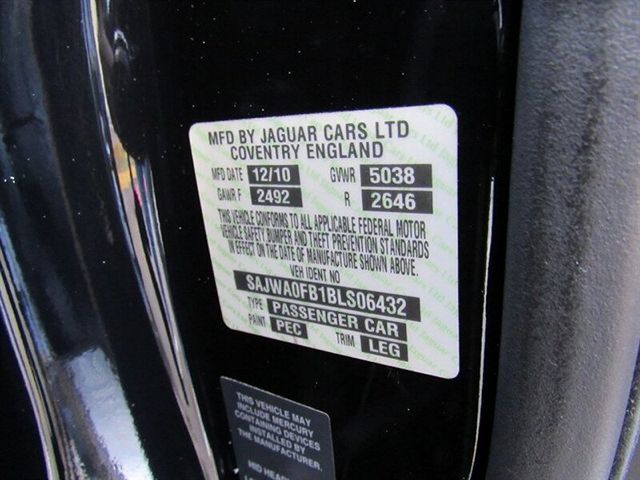 MFD BY JAGUAR CARS LTD
COVENTRY ENGLAND
MFD DATE 12/10 GVWR 5038
GAWR F 2492 R 2646
THIS VEHICLE CONFORMS TO ALL APPLICABLE FEDERAL MOTOR
VEHICLE SAFETY BUMPER AND THEFT PREVENTION STANDARDS
IN EFFECT ON THE DATE OF MANUFACTURE SHOWN ABOVE.
VEH IDENT NO
SAJWA0FB1BLS06432
TYPE PASSENGER CAR
PAINT PEC TRIM LEG
THIS VEHICLE MAY
INCLUDE MERCURY
CONTAINING DEVICES
INSTALLED BY
THE MANUFACTURER.